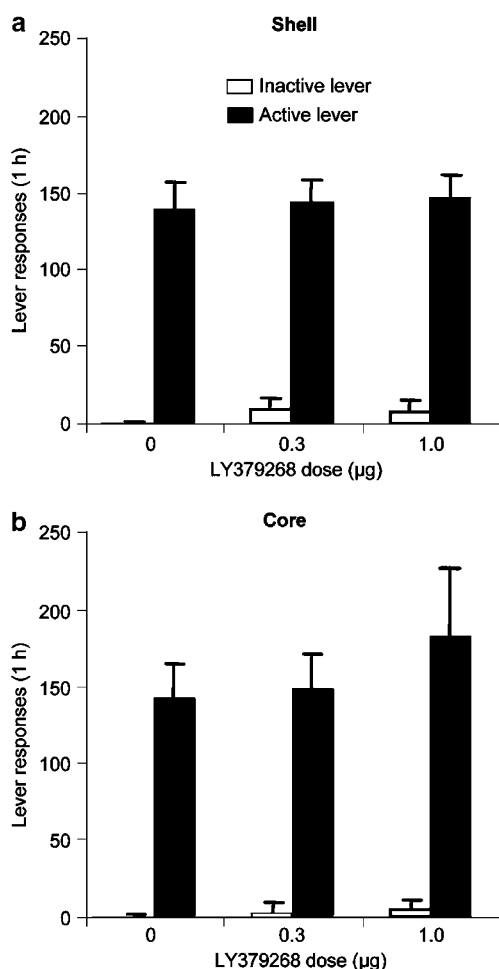 a
Shell
250
200
150
100
50
0
Lever responses (1 h)
Inactive lever
Active lever
0 0.3 1.0
LY379268 dose (µg)
b
Core
250
200
150
100
50
0
Lever responses (1 h)
0 0.3 1.0
LY379268 dose (µg)